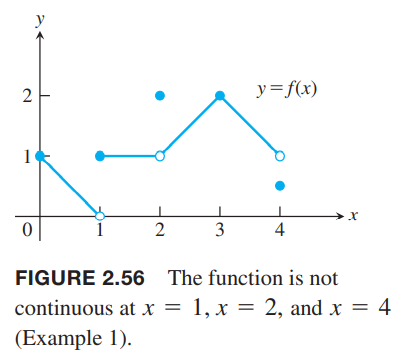 y
2
y = f(x)
1
0
1
2
3
4
x
FIGURE 2.56 The function is not
continuous at x = 1, x = 2, and x = 4
(Example 1).